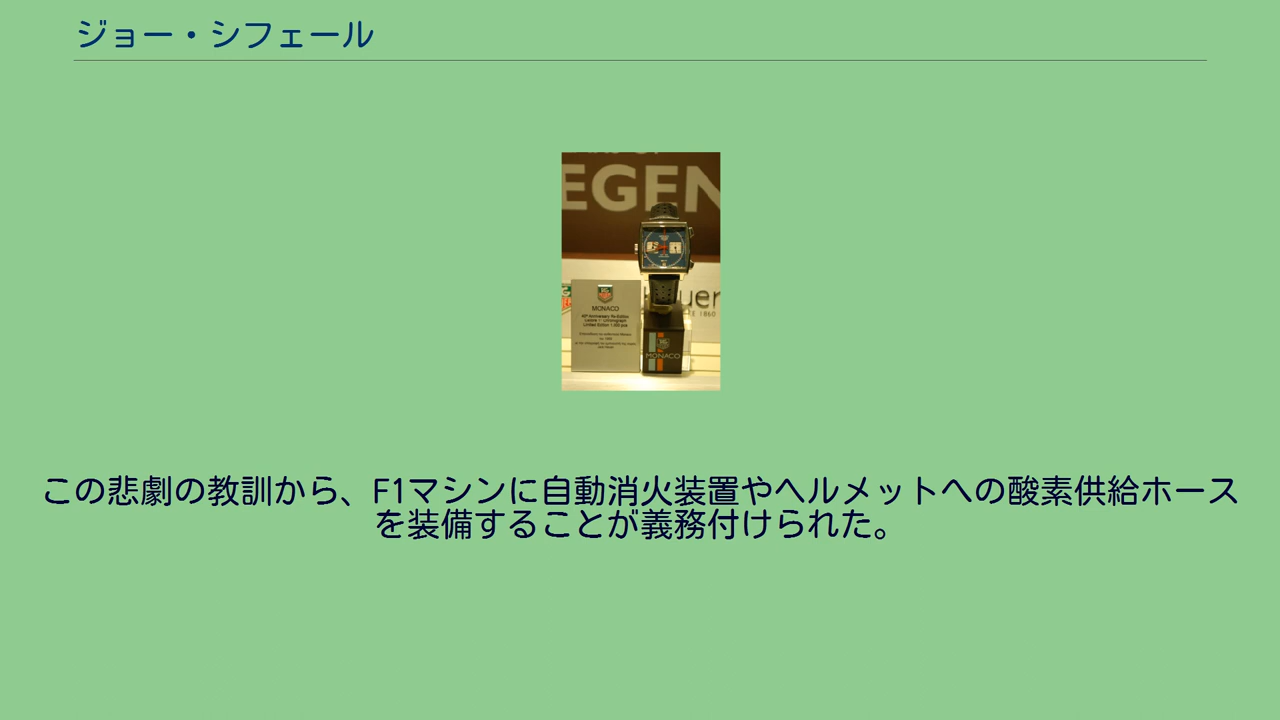 ジョー・シフェール
EGEN
MONACO
uer
SINCE 1860
MONACO
この悲劇の教訓から、F1マシンに自動消火装置やヘルメットへの酸素供給ホース
を装備することが義務付けられた。